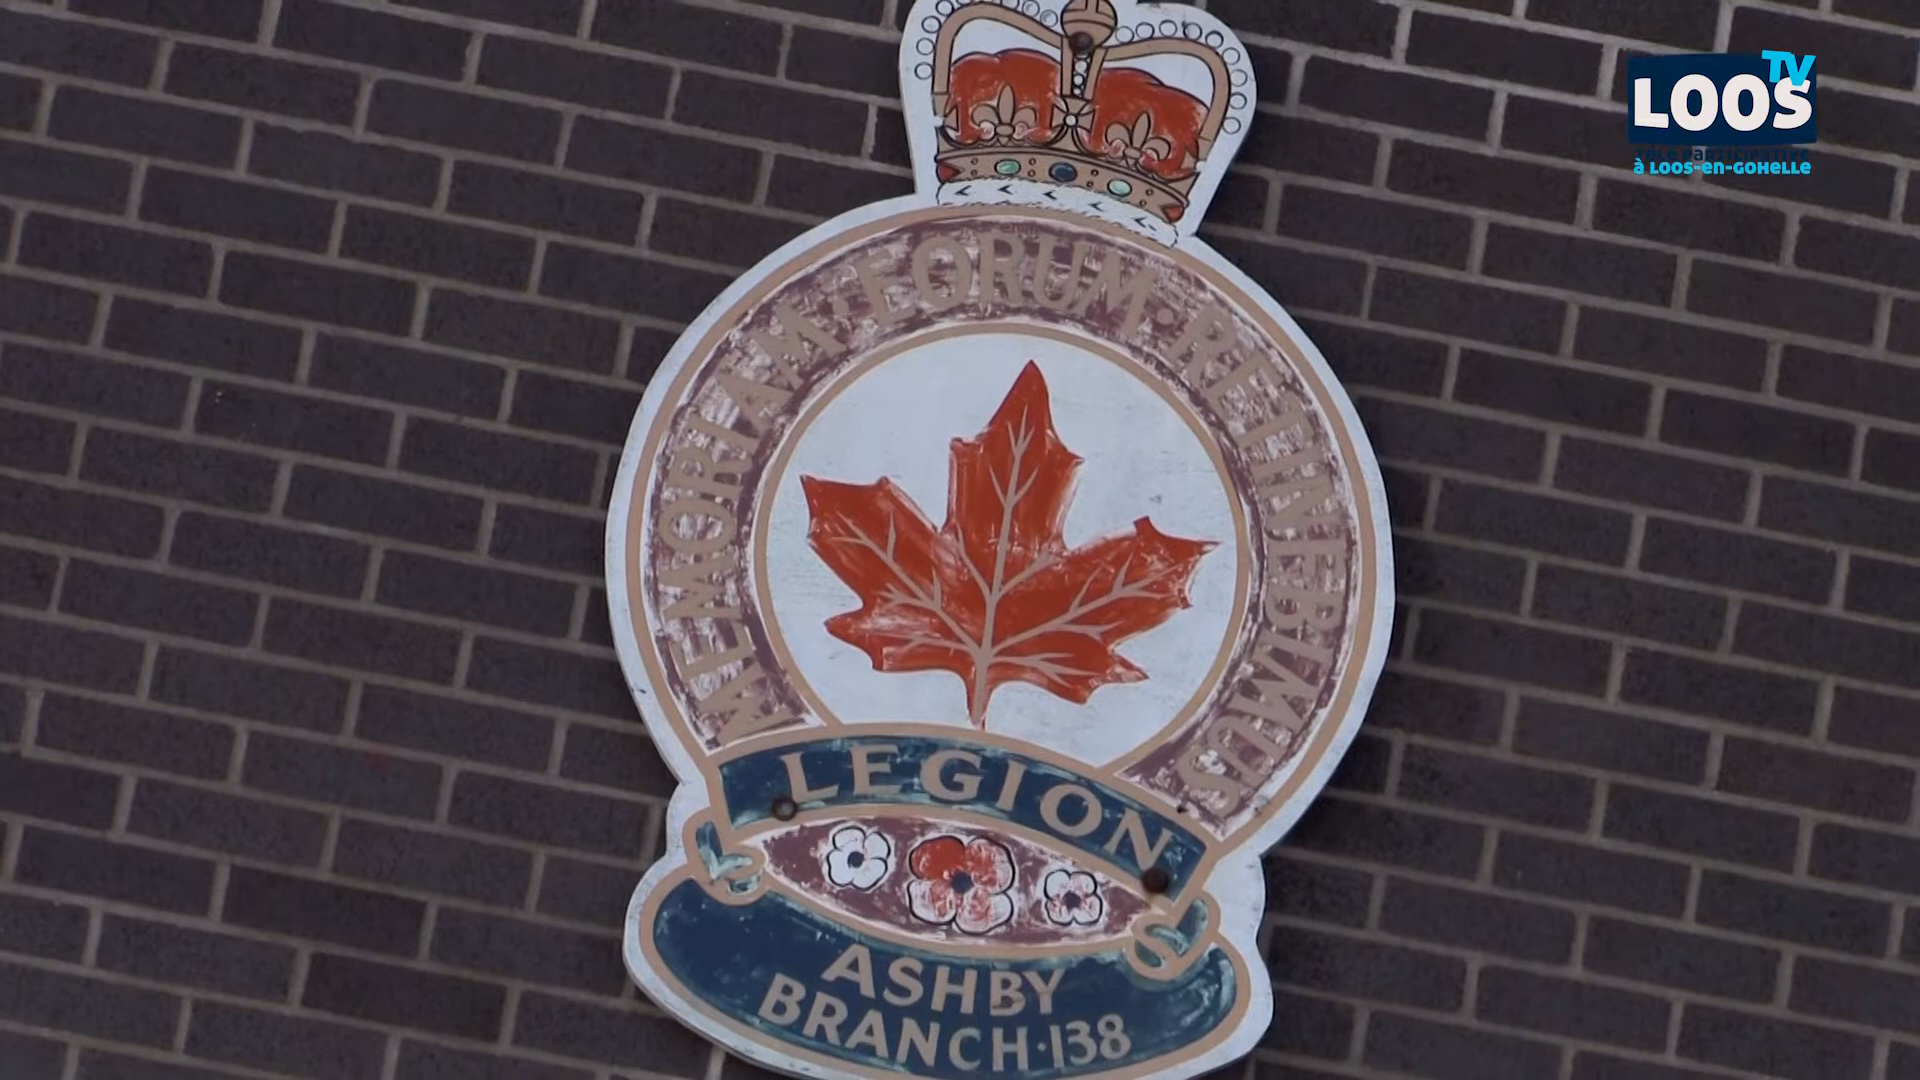 LOOS TV
à LOOS-en-GOHELLE
MEMORIAM·EORUM·RETINEBIMUS
LEGION
ASHBY
BRANCH·138